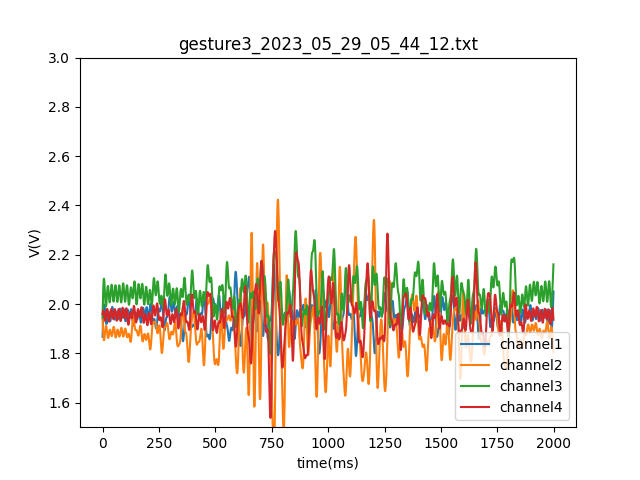 gesture3_2023_05_29_05_44_12.txt
3.0
2.8
2.6
2.4
2.2
2.0
1.8
1.6
V(V)
channel1
channel2
channel3
channel4
0 250 500 750 1000 1250 1500 1750 2000
time(ms)